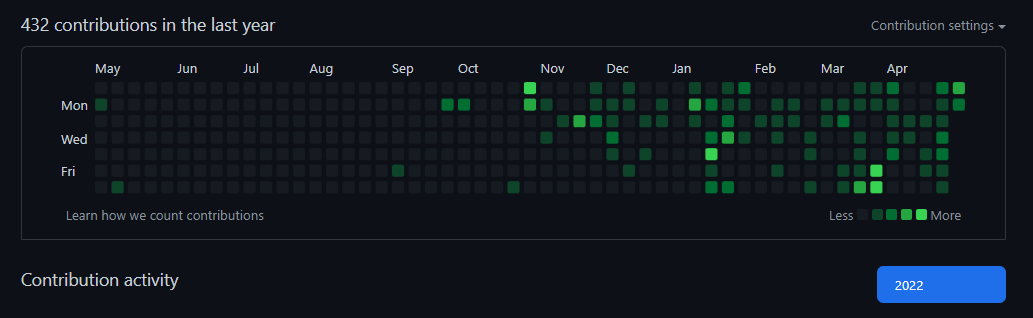 432 contributions in the last year
Contribution settings
May Jun Jul Aug Sep Oct Nov Dec Jan Feb Mar Apr
Mon
Wed
Fri
Learn how we count contributions
Less More
Contribution activity
2022